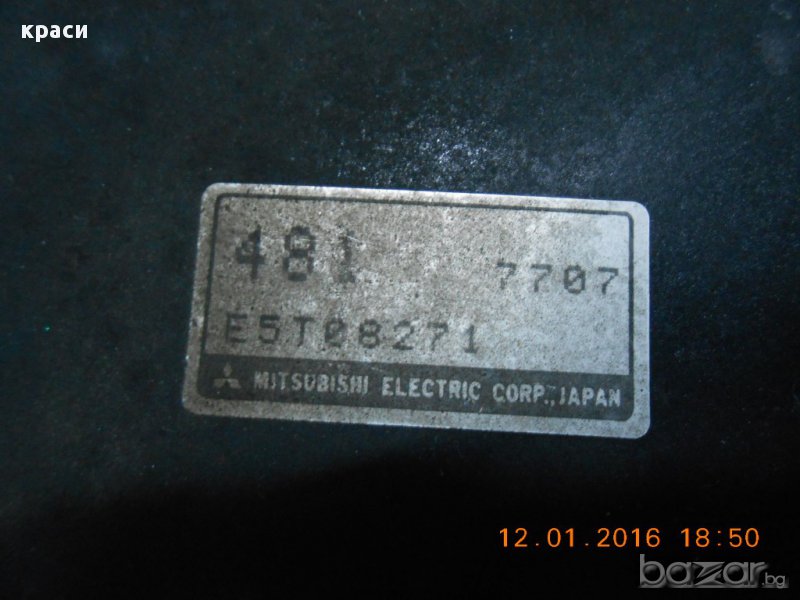 краси
481 7707
E5T08271
MITSUBISHI ELECTRIC CORP., JAPAN
12.01.2016 18:50
bazar.bg